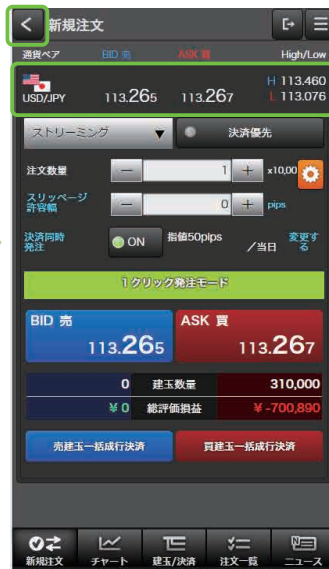 新規注文
通貨ペア BID 売 ASK 買 High/Low
USD/JPY 113.265 113.267 H 113.460
L 113.076
ストリーミング ▼ 決済優先
注文数量 － 1 ＋ x10,00
スリッページ
許容幅 － 0 ＋ pips
決済同時
発注 ON 指値50pips
／当日 変更す
る
1クリック発注モード
BID 売 ASK 買
113.265 113.267
0 建玉数量 310,000
¥ 0 総評価損益 ¥ -700,890
売建玉一括成行決済 買建玉一括成行決済
新規注文 チャート 建玉/決済 注文一覧 ニュース